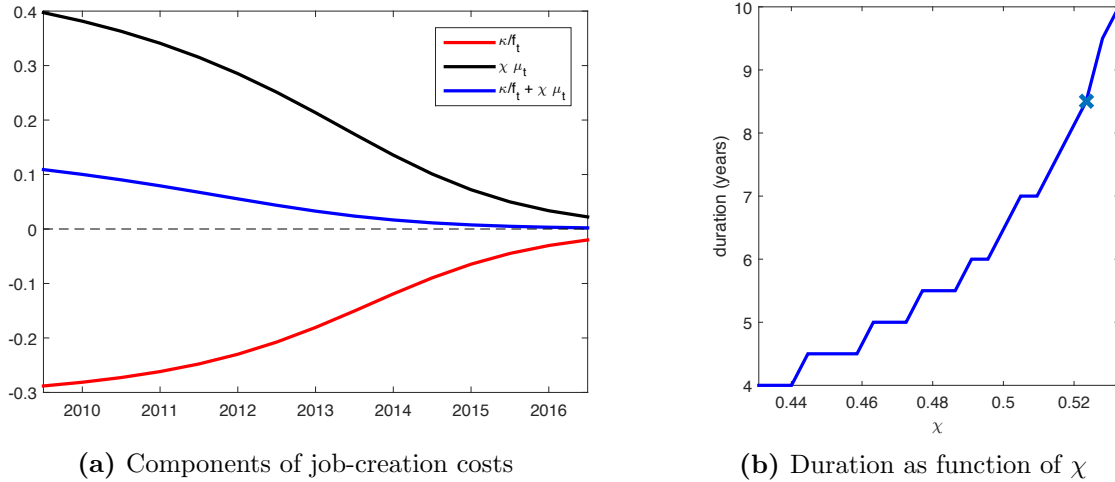 0.4
0.3
0.2
0.1
0
-0.1
-0.2
-0.3
2010 2011 2012 2013 2014 2015 2016
κ/f_t
χ μ_t
κ/f_t + χ μ_t
(a) Components of job-creation costs
10
9
8
7
6
5
4
duration (years)
0.44 0.46 0.48 0.5 0.52
χ
(b) Duration as function of χ